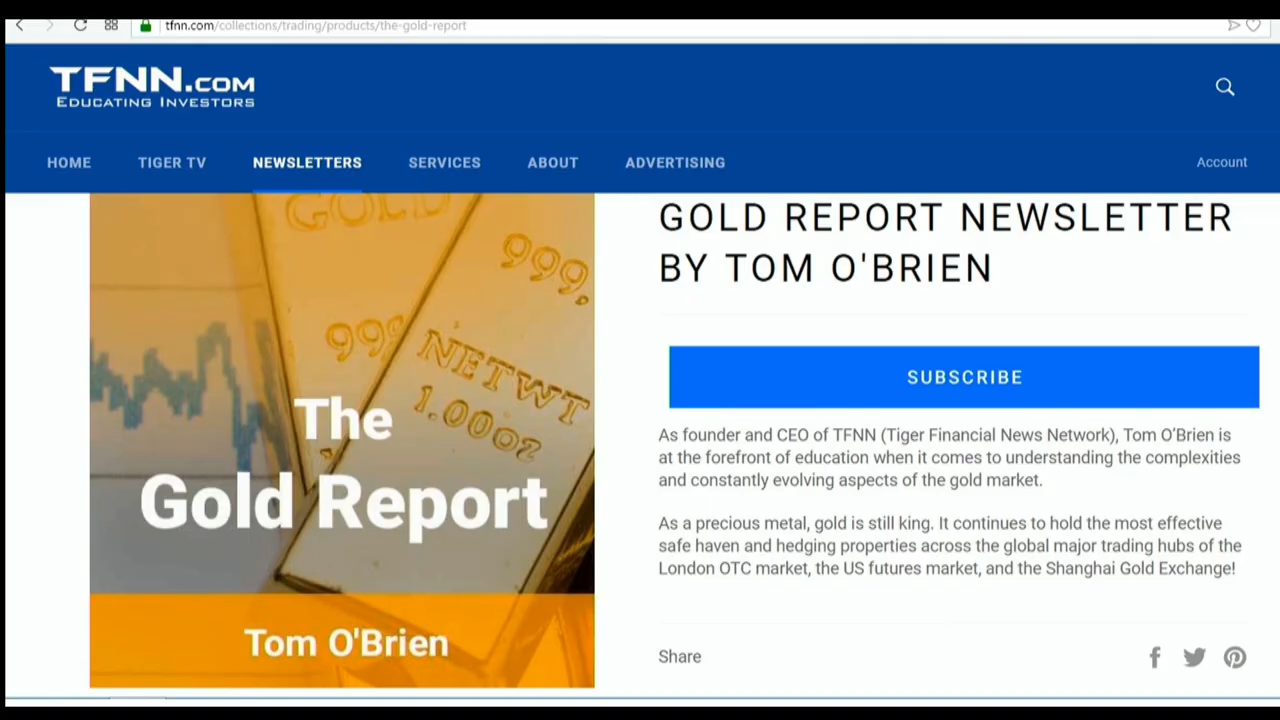 tfnn.com/collections/trading/products/the-gold-report
TFNN.COM
EDUCATING INVESTORS
HOME TIGER TV NEWSLETTERS SERVICES ABOUT ADVERTISING Account
GOLD
999.
999
NETWT
1.00oz
The
Gold Report
Tom O'Brien
GOLD REPORT NEWSLETTER
BY TOM O'BRIEN
SUBSCRIBE
As founder and CEO of TFNN (Tiger Financial News Network), Tom O’Brien is
at the forefront of education when it comes to understanding the complexities
and constantly evolving aspects of the gold market.
As a precious metal, gold is still king. It continues to hold the most effective
safe haven and hedging properties across the global major trading hubs of the
London OTC market, the US futures market, and the Shanghai Gold Exchange!
Share